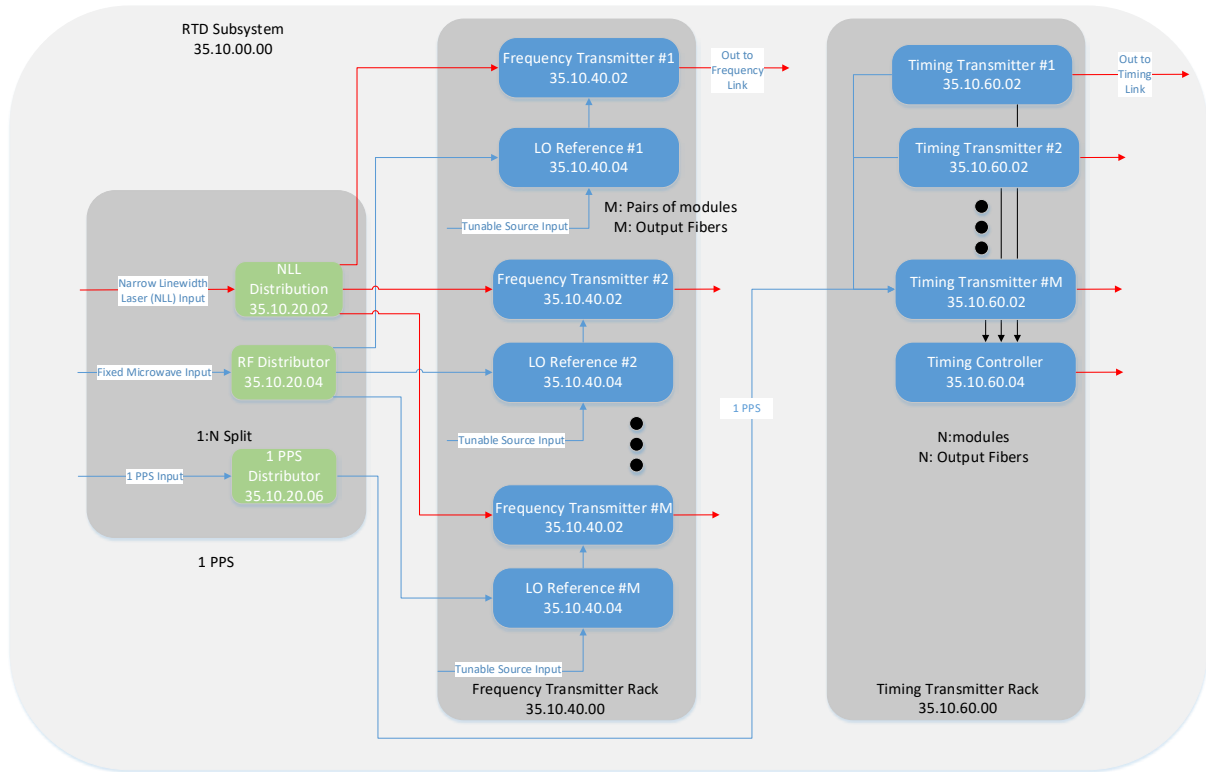 RTD Subsystem
35.10.00.00
Narrow Linewidth
Laser (NLL) Input
NLL
Distribution
35.10.20.02
Fixed Microwave Input
RF Distributor
35.10.20.04
1:N Split
1 PPS Input
1 PPS
Distributor
35.10.20.06
1 PPS
Frequency Transmitter #1
35.10.40.02
Out to
Frequency
Link
LO Reference #1
35.10.40.04
M: Pairs of modules
M: Output Fibers
Tunable Source Input
Frequency Transmitter #2
35.10.40.02
LO Reference #2
35.10.40.04
Tunable Source Input
Frequency Transmitter #M
35.10.40.02
LO Reference #M
35.10.40.04
Tunable Source Input
Frequency Transmitter Rack
35.10.40.00
1 PPS
Timing Transmitter #1
35.10.60.02
Out to
Timing
Link
Timing Transmitter #2
35.10.60.02
Timing Transmitter #M
35.10.60.02
Timing Controller
35.10.60.04
N:modules
N: Output Fibers
Timing Transmitter Rack
35.10.60.00